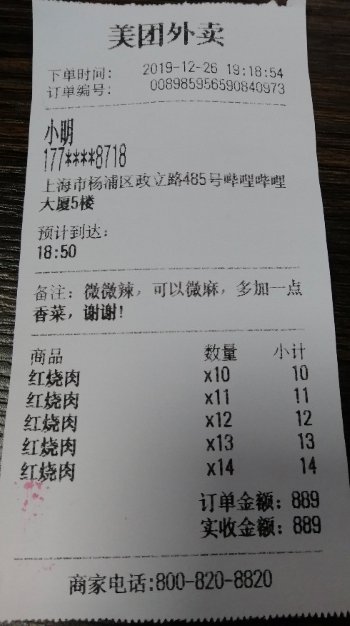 美团外卖
下单时间: 2019-12-26 19:18:54
订单编号: 008985956590840973
小明
177****8718
上海市杨浦区政立路485号哔哩哔哩
大厦5楼
预计到达:
18:50
备注: 微微辣, 可以微麻, 多加一点
香菜, 谢谢!
商品 数量 小计
红烧肉 x10 10
红烧肉 x11 11
红烧肉 x12 12
红烧肉 x13 13
红烧肉 x14 14
订单金额: 889
实收金额: 889
商家电话:800-820-8820